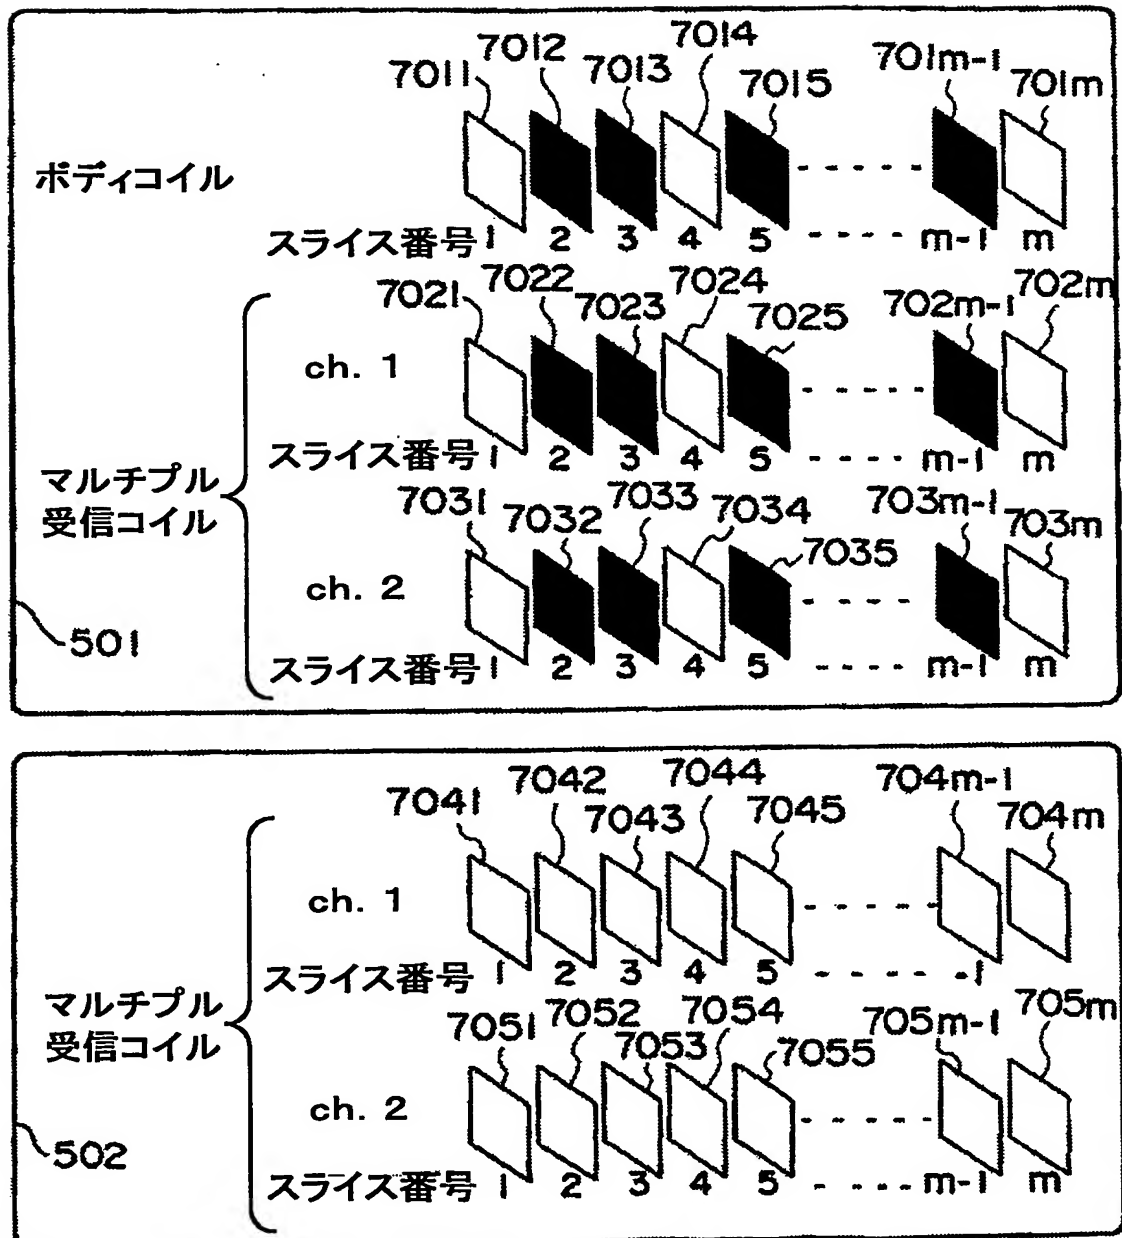 7011 7012 7013 7014 7015 701m-1 701m
ボディコイル
スライス番号 1 2 3 4 5 m-1 m
7021 7022 7023 7024 7025 702m-1 702m
ch. 1
スライス番号 1 2 3 4 5 m-1 m
マルチプル
受信コイル
7031 7032 7033 7034 7035 703m-1 703m
ch. 2
501
スライス番号 1 2 3 4 5 m-1 m
7041 7042 7043 7044 7045 704m-1 704m
ch. 1
スライス番号 1 2 3 4 5 -1
マルチプル
受信コイル
7051 7052 7053 7054 7055 705m-1 705m
ch. 2
502
スライス番号 1 2 3 4 5 m-1 m